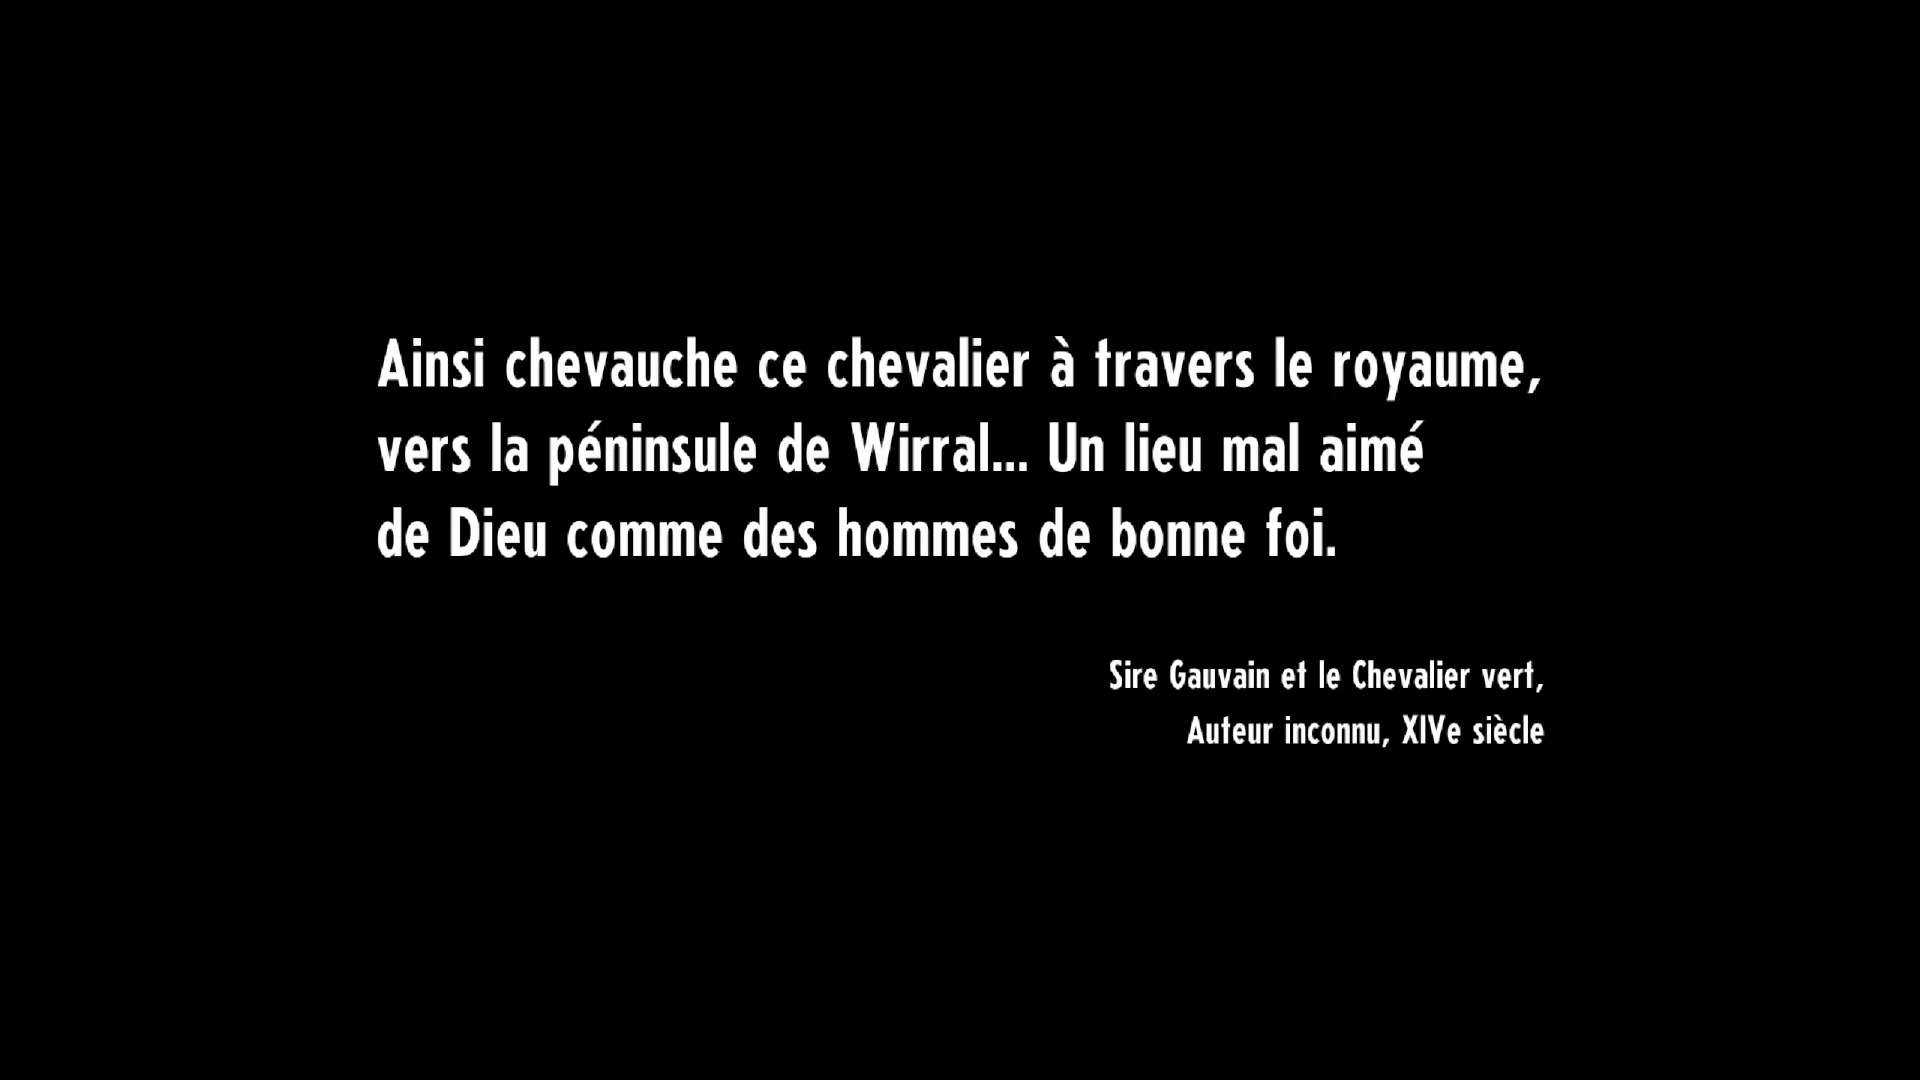 Ainsi chevauche ce chevalier à travers le royaume,
vers la péninsule de Wirral... Un lieu mal aimé
de Dieu comme des hommes de bonne foi.
Sire Gauvain et le Chevalier vert,
Auteur inconnu, XIVe siècle